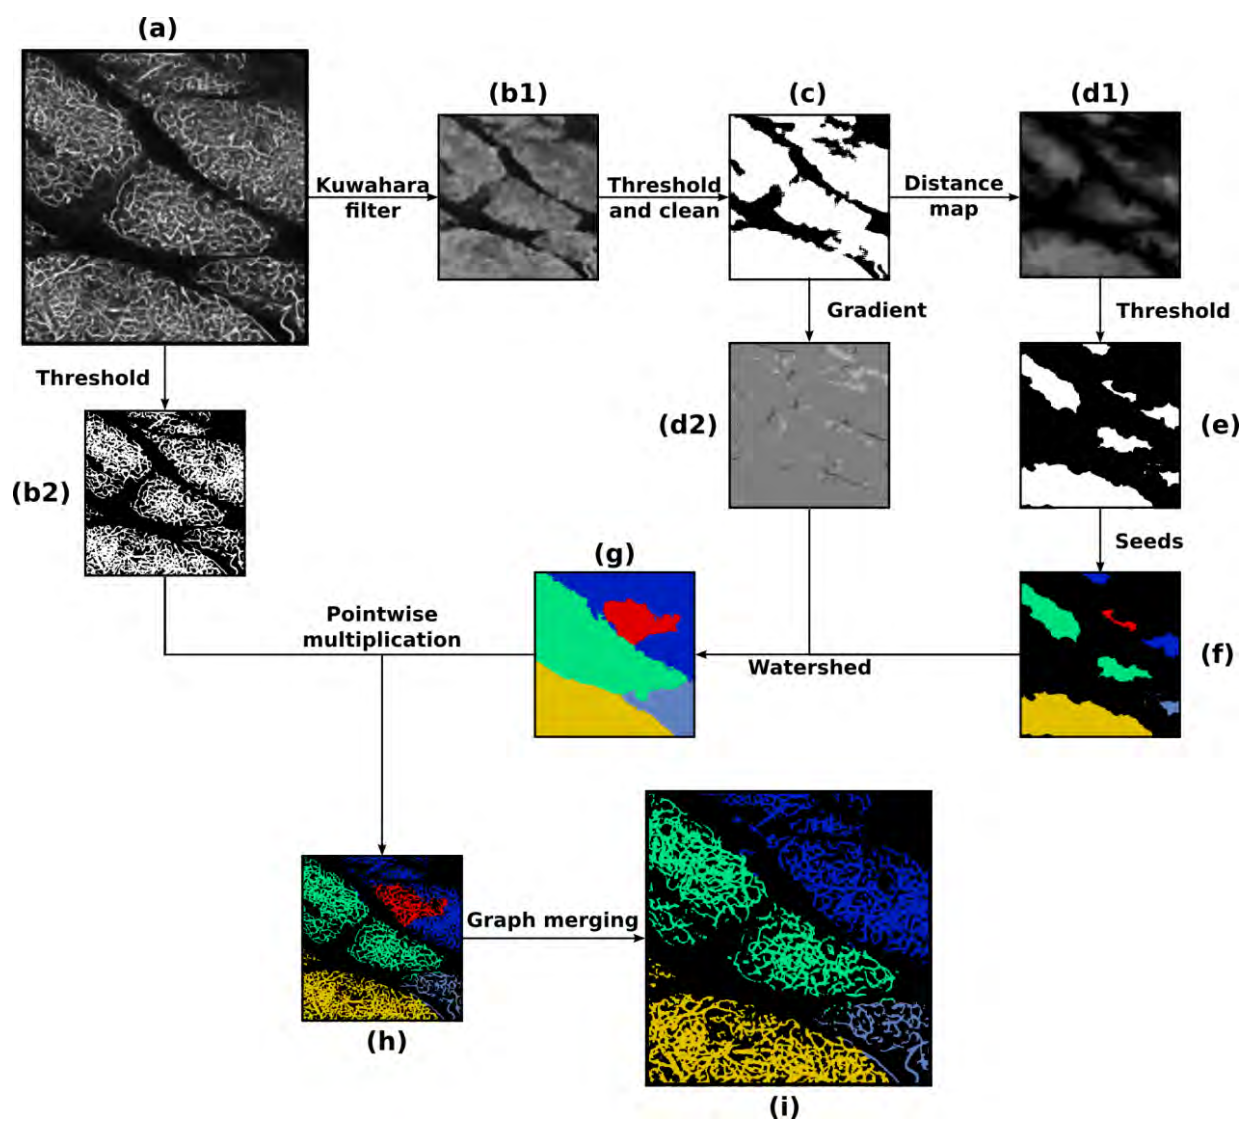 (a)
(b1)
(c)
(d1)
Kuwahara
filter
Threshold
and clean
Distance
map
Gradient
Threshold
Threshold
(d2)
(e)
(b2)
Seeds
(g)
Pointwise
multiplication
Watershed
(f)
Graph merging
(h)
(i)